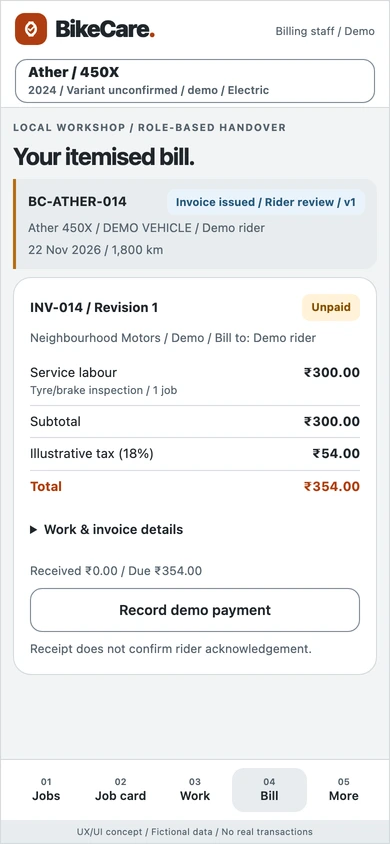 BikeCare.
Billing staff / Demo
Ather / 450X
2024 / Variant unconfirmed / demo / Electric
LOCAL WORKSHOP / ROLE-BASED HANDOVER
Your itemised bill.
BC-ATHER-014
Invoice issued / Rider review / v1
Ather 450X / DEMO VEHICLE / Demo rider
22 Nov 2026 / 1,800 km
INV-014 / Revision 1
Unpaid
Neighbourhood Motors / Demo / Bill to: Demo rider
Service labour ₹300.00
Tyre/brake inspection / 1 job
Subtotal ₹300.00
Illustrative tax (18%) ₹54.00
Total ₹354.00
▶ Work & invoice details
Received ₹0.00 / Due ₹354.00
Record demo payment
Receipt does not confirm rider acknowledgement.
01 02 03 04 05
Jobs Job card Work Bill More
UX/UI concept / Fictional data / No real transactions